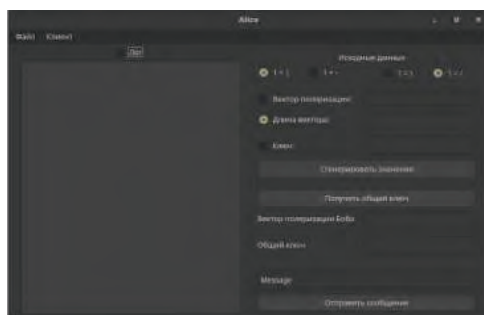 Alice
Файл Клиент
Лог
Исходные данные
Вектор поляризации:
Длина вектора:
Ключ:
Сгенерировать значения
Получить общий ключ
Вектор поляризации Боба
Общий ключ
Message
Отправить сообщение